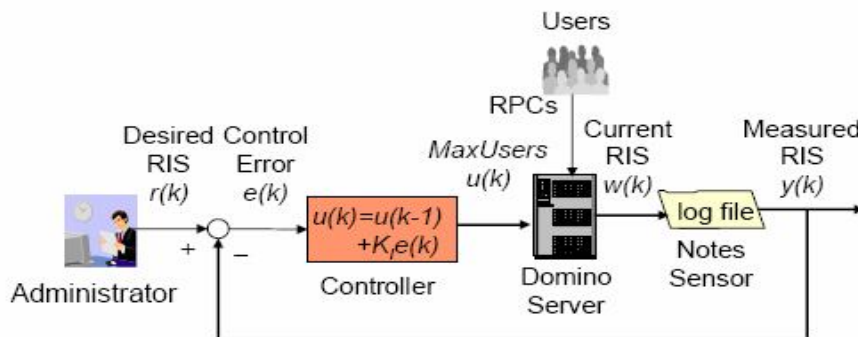 Users
RPCs
Desired
RIS
r(k)
Control
Error
e(k)
MaxUsers
u(k)
Current
RIS
w(k)
Measured
RIS
y(k)
+
−
u(k)=u(k-1)
+K_I e(k)
log file
Administrator
Controller
Domino
Server
Notes
Sensor